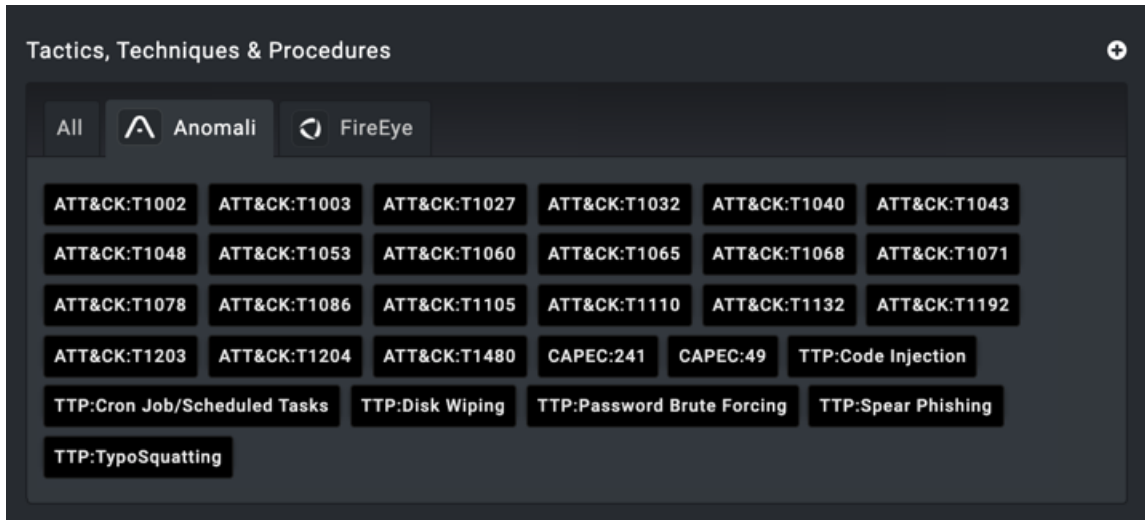 Tactics, Techniques & Procedures
All Anomali FireEye
ATT&CK:T1002 ATT&CK:T1003 ATT&CK:T1027 ATT&CK:T1032 ATT&CK:T1040 ATT&CK:T1043
ATT&CK:T1048 ATT&CK:T1053 ATT&CK:T1060 ATT&CK:T1065 ATT&CK:T1068 ATT&CK:T1071
ATT&CK:T1078 ATT&CK:T1086 ATT&CK:T1105 ATT&CK:T1110 ATT&CK:T1132 ATT&CK:T1192
ATT&CK:T1203 ATT&CK:T1204 ATT&CK:T1480 CAPEC:241 CAPEC:49 TTP:Code Injection
TTP:Cron Job/Scheduled Tasks TTP:Disk Wiping TTP:Password Brute Forcing TTP:Spear Phishing
TTP:TypoSquatting